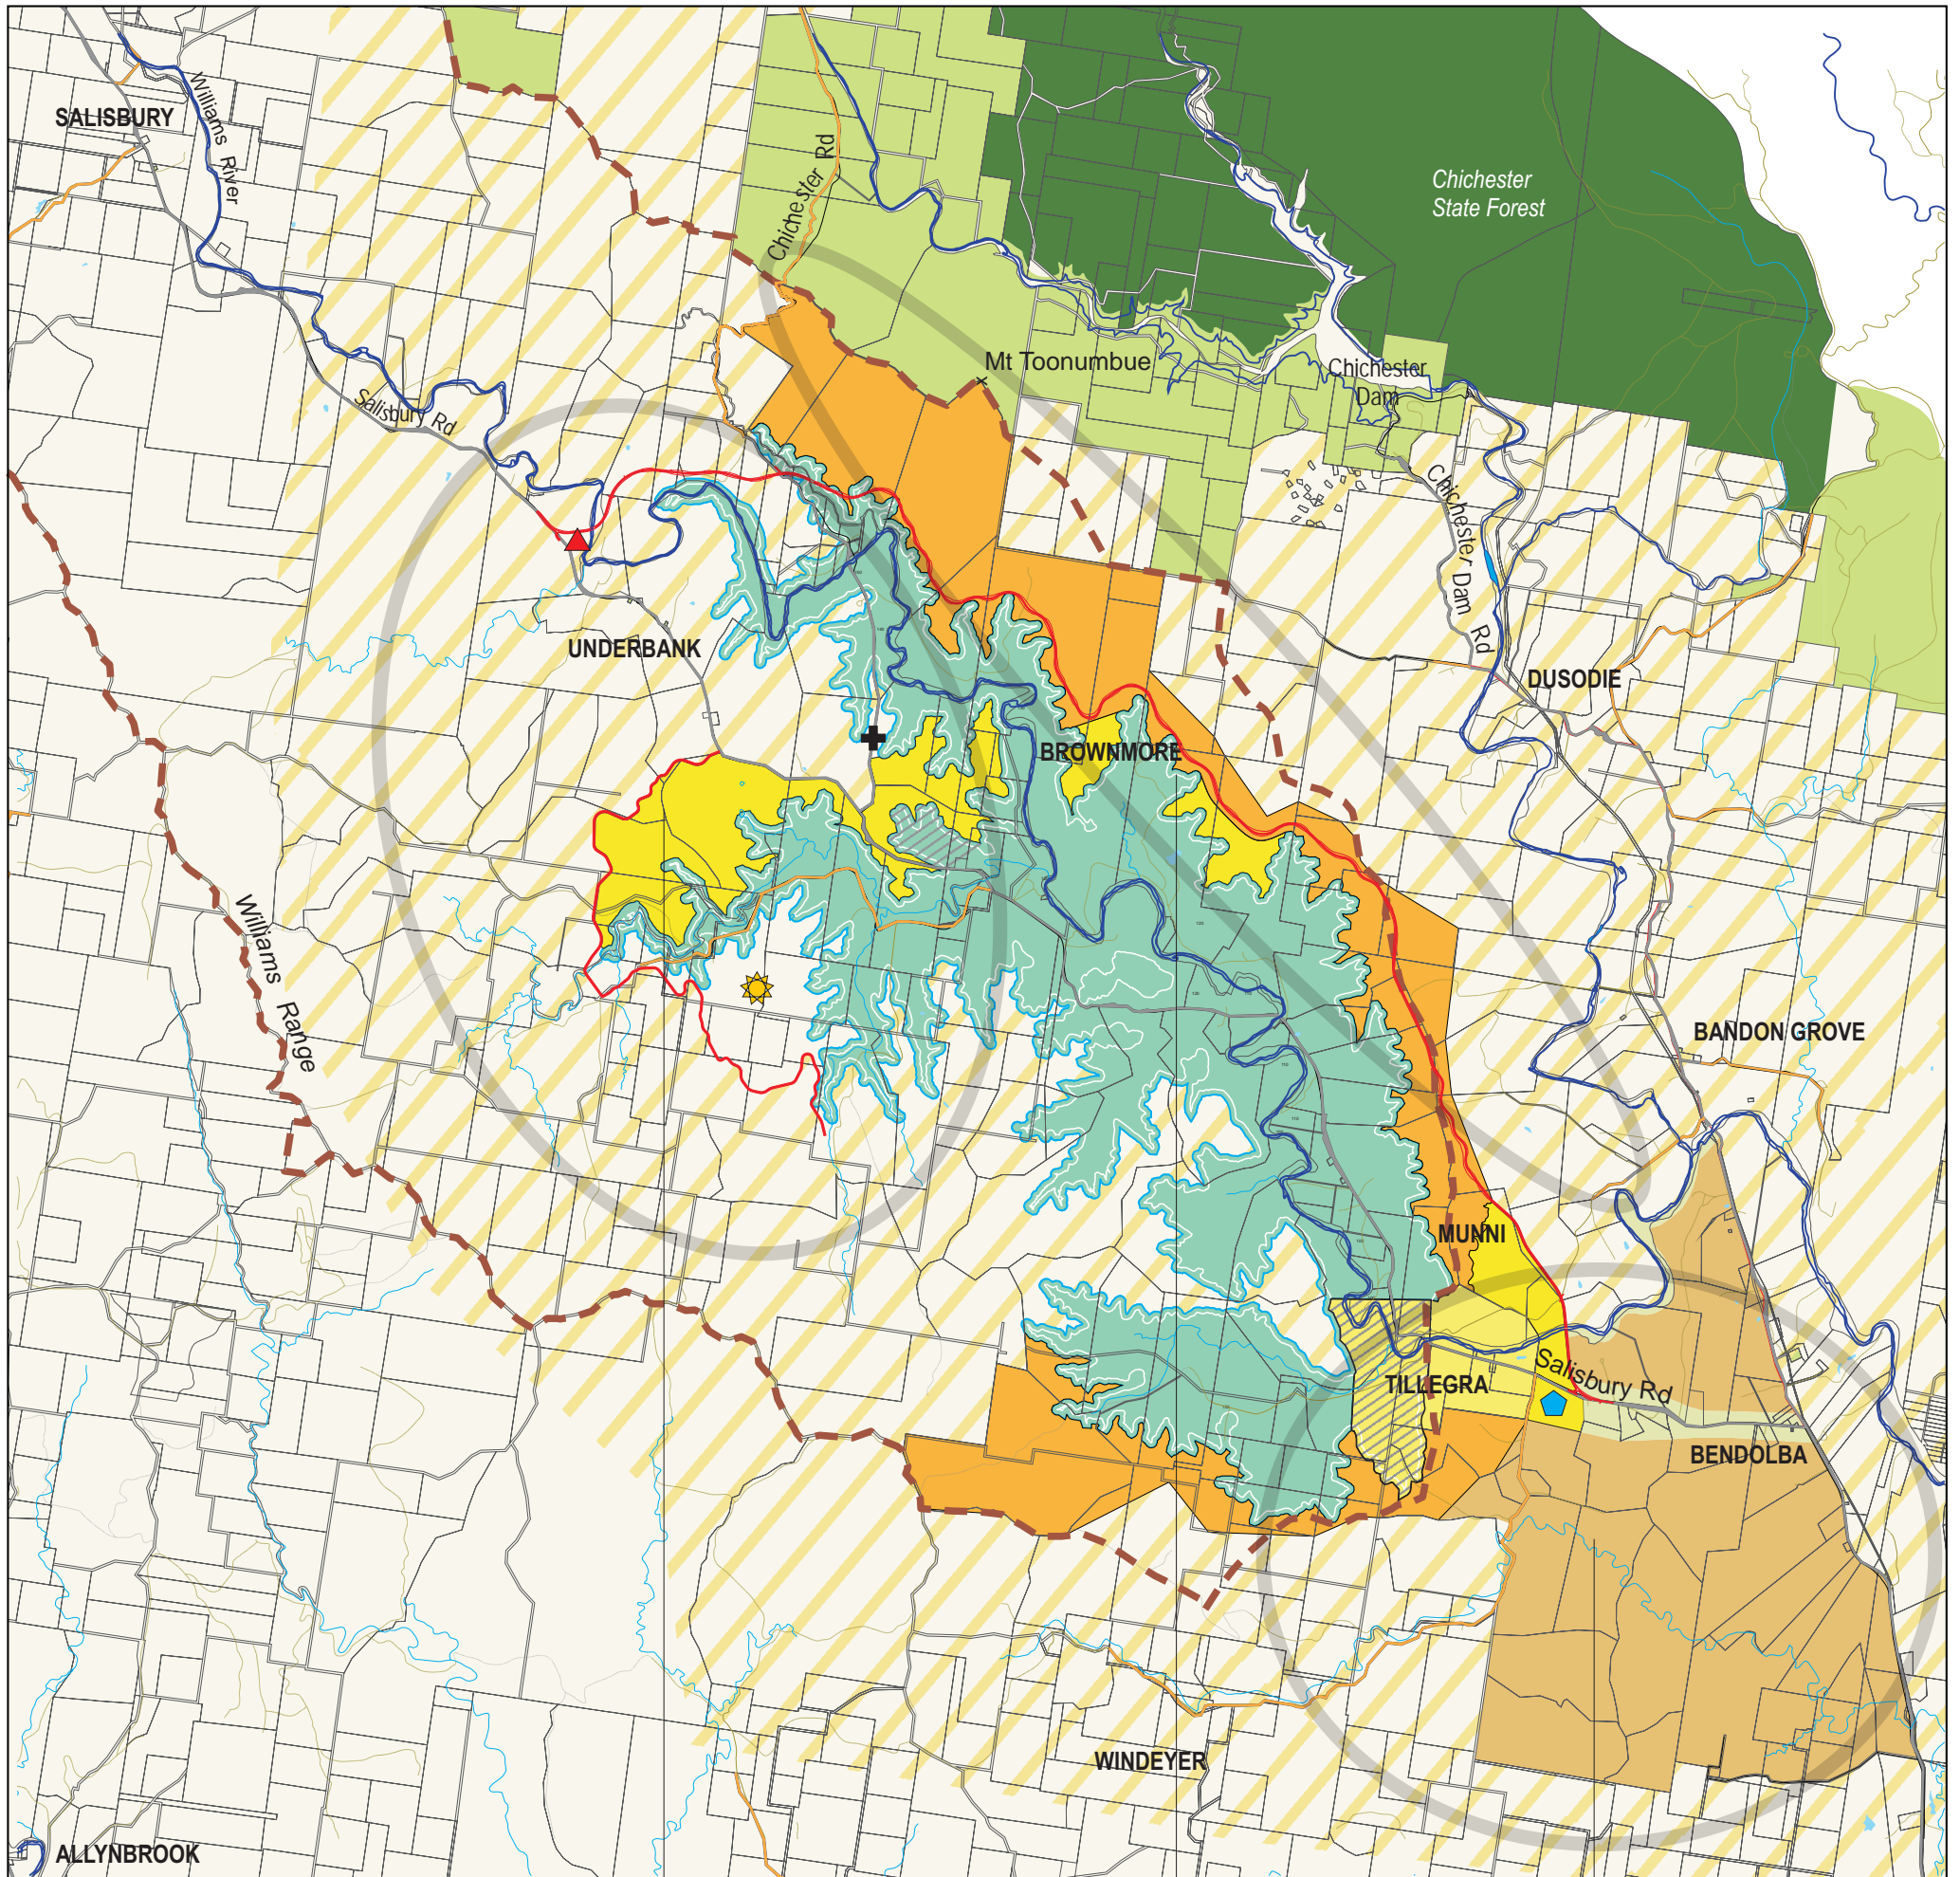 SALISBURY
Williams River
Chichester Rd
Chichester
State Forest
Mt Toonumbue
x
Chichester
Dam
Salisbury Rd
Chichester Dam Rd
UNDERBANK
DUSODIE
BROWNMORE
Williams Range
BANDON GROVE
MUNNI
Salisbury Rd
TILLEGRA
BENDOLBA
WINDEYER
ALLYNBROOK